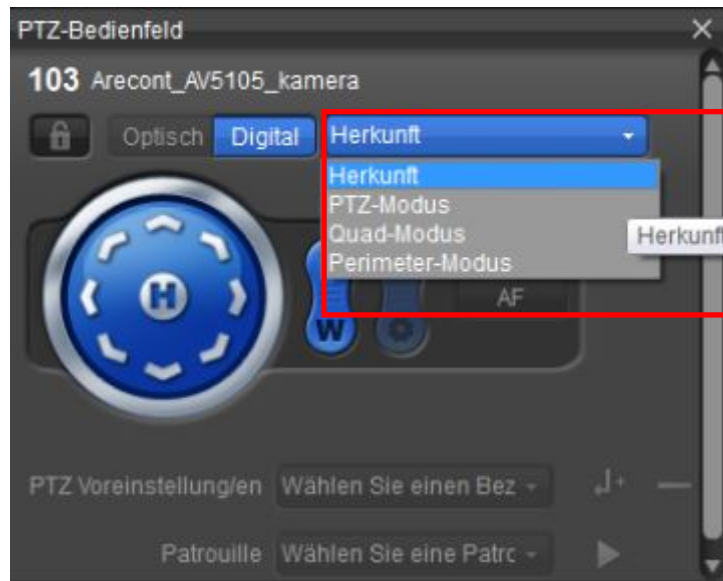 PTZ-Bedienfeld
103 Arecont_AV5105_kamera
Optisch Digital Herkunft
Herkunft
PTZ-Modus
Quad-Modus
Herkunft
Perimeter-Modus
AF
H
W
PTZ Voreinstellung/en Wählen Sie einen Bez
Patrouille Wählen Sie eine Patrc